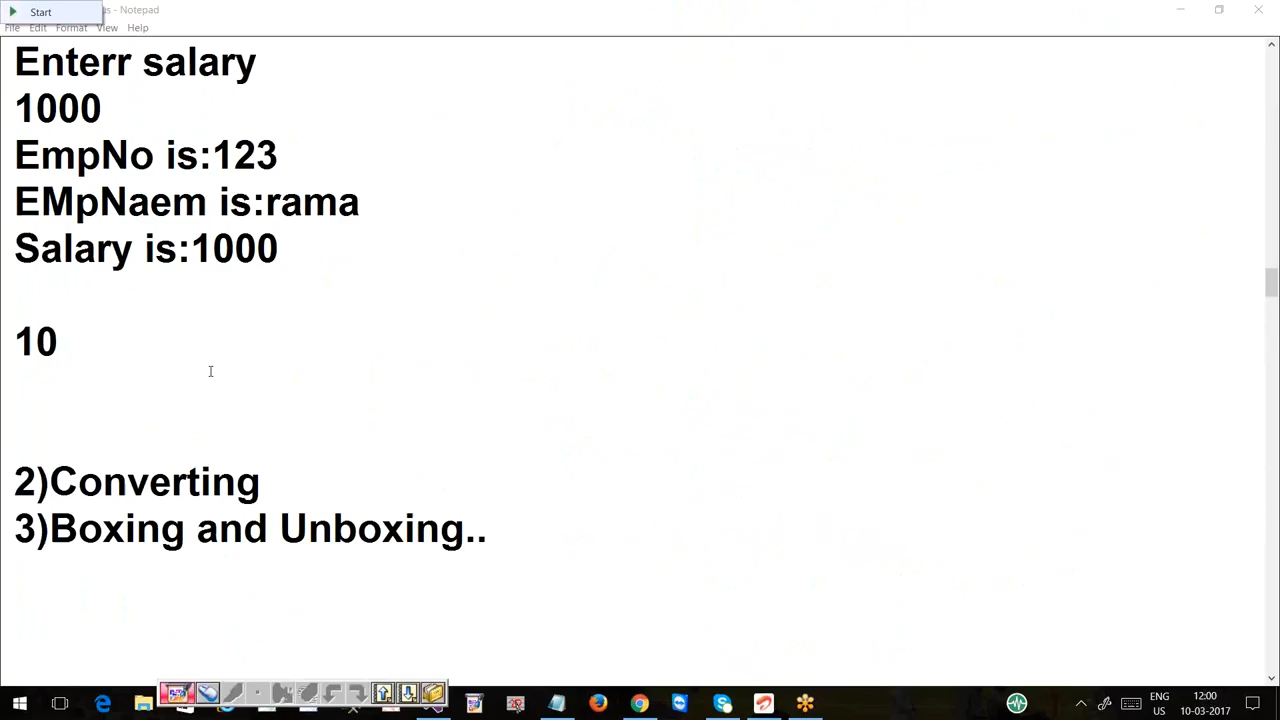 Start
is - Notepad
File Edit Format View Help
Enterr salary
1000
EmpNo is:123
EMpNaem is:rama
Salary is:1000
10
2)Converting
3)Boxing and Unboxing..
ENG
US
12:00
10-03-2017